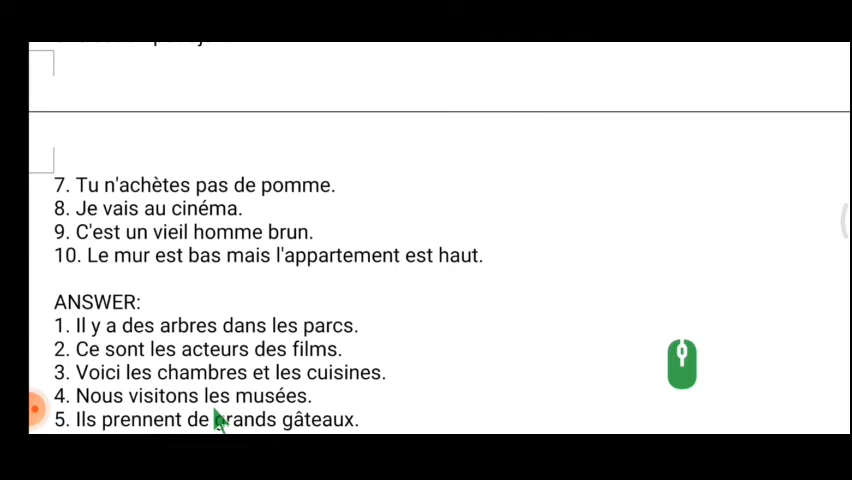 7. Tu n'achètes pas de pomme.
8. Je vais au cinéma.
9. C'est un vieil homme brun.
10. Le mur est bas mais l'appartement est haut.
ANSWER:
1. Il y a des arbres dans les parcs.
2. Ce sont les acteurs des films.
3. Voici les chambres et les cuisines.
4. Nous visitons les musées.
5. Ils prennent de grands gâteaux.